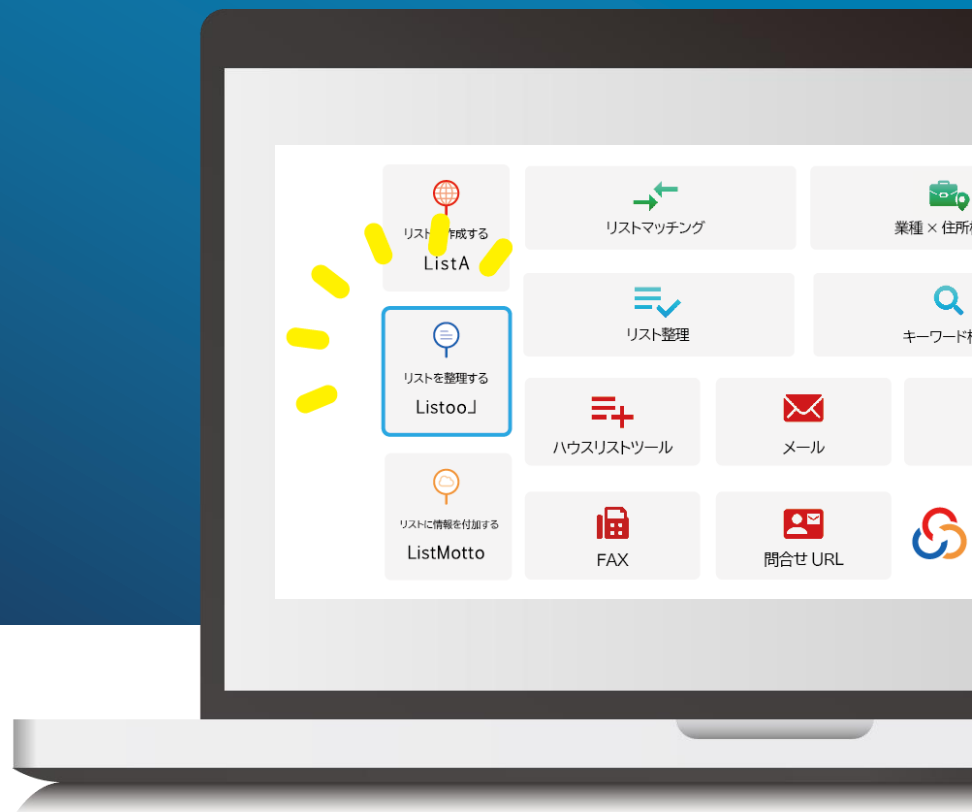 リスト
作成する
ListA
リストを整理する
Listoo」
リストに情報を付加する
ListMotto
リストマッチング
業種×住所
リスト整理
キーワード
ハウスリストツール
メール
FAX
問合せ URL